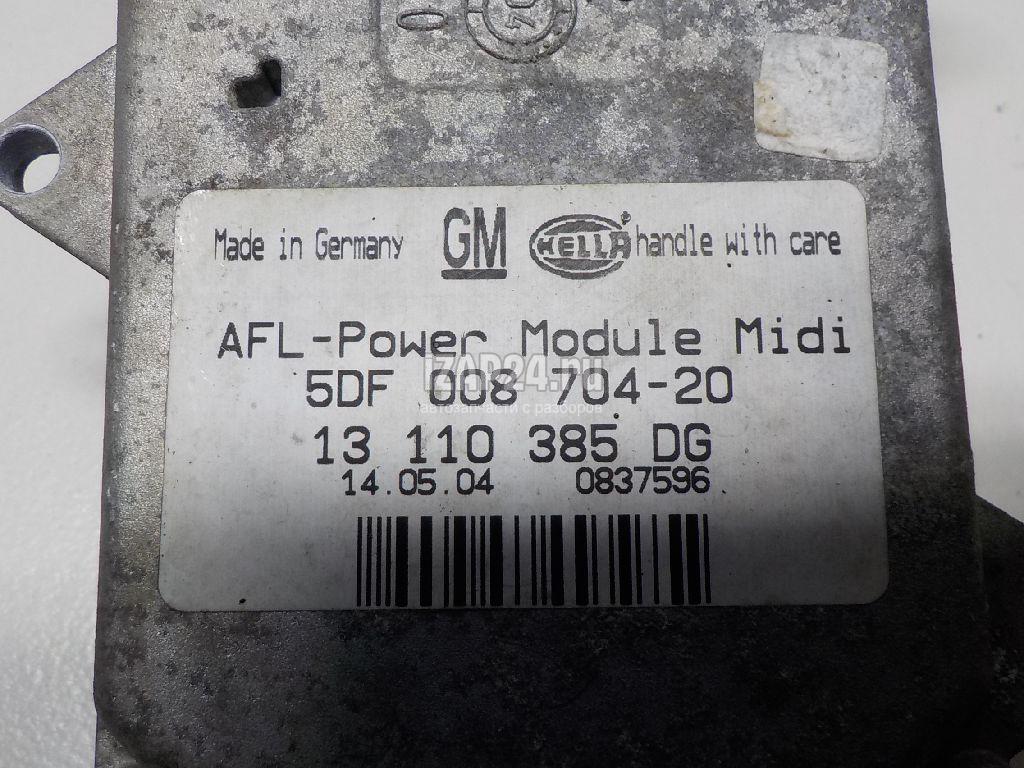 Made in Germany GM HELLA handle with care
AFL-Power Module Midi
IZAP24.ru
5DF 008 704-20
автозапчасти с разборов
13 110 385 DG
14.05.04 0837596